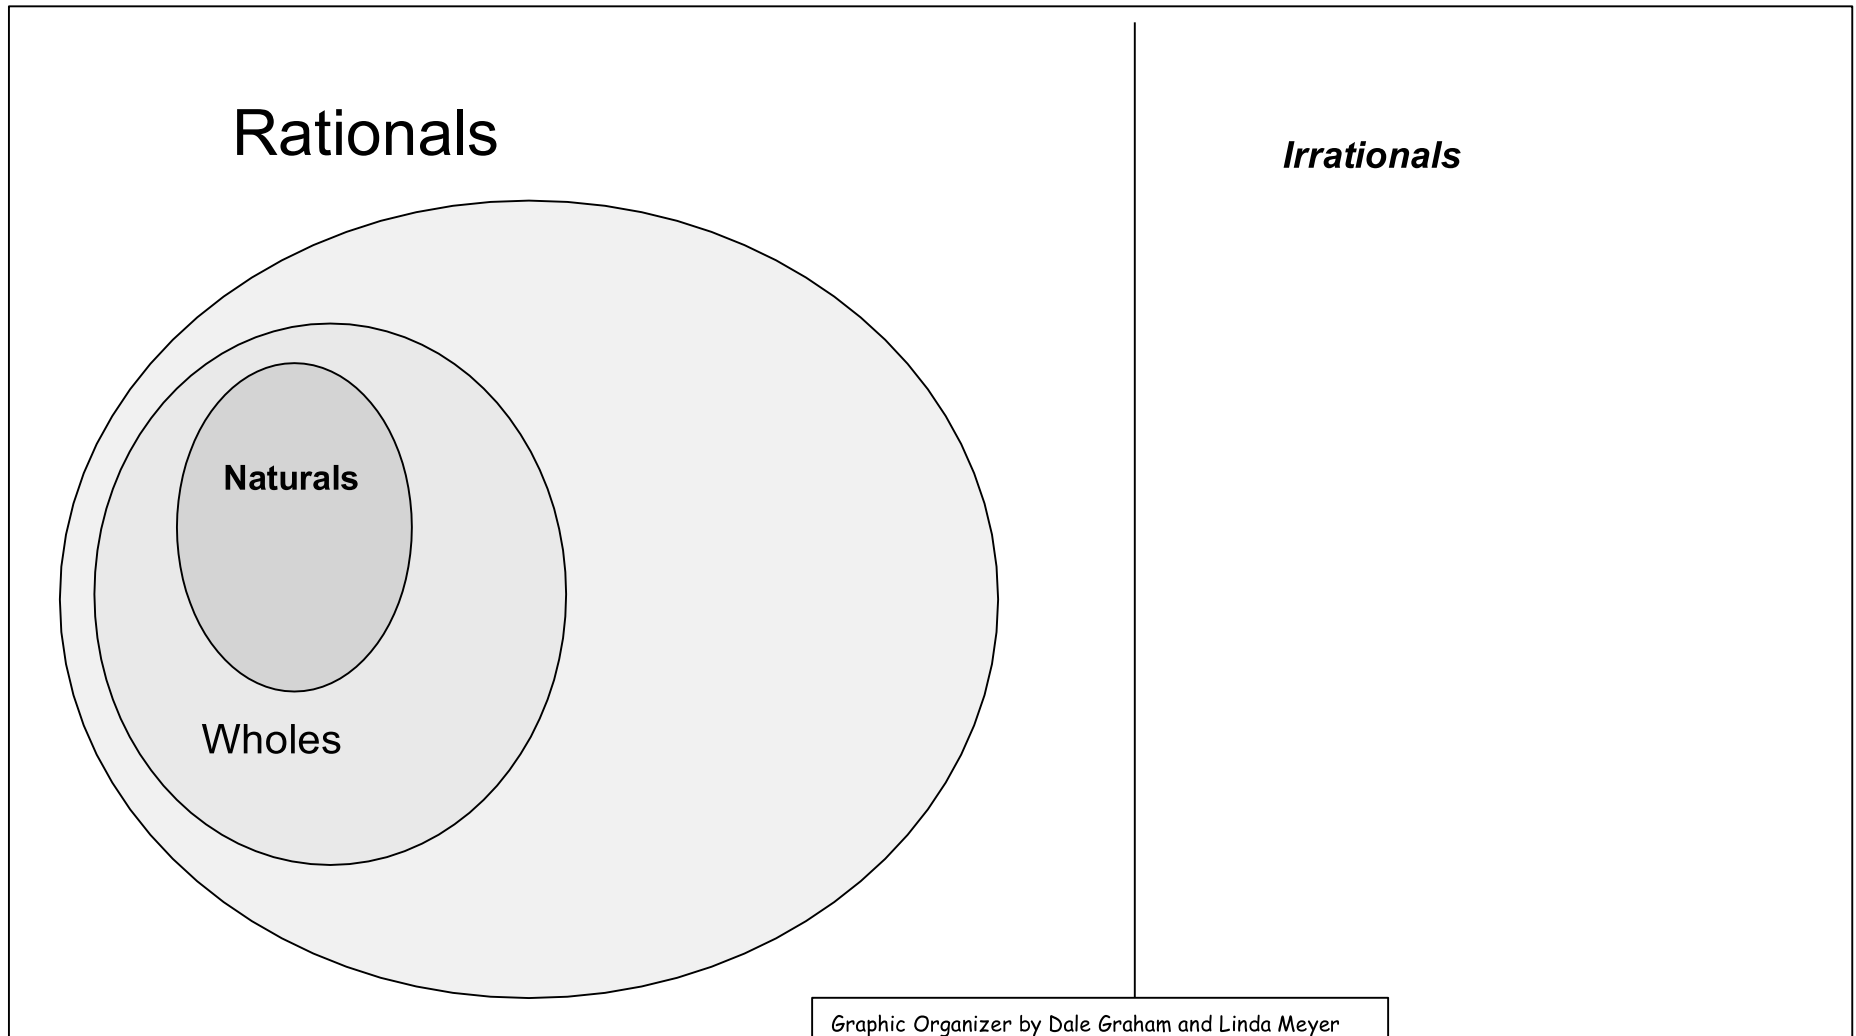 Rationals
Irrationals
Naturals
Wholes
Graphic Organizer by Dale Graham and Linda Meyer